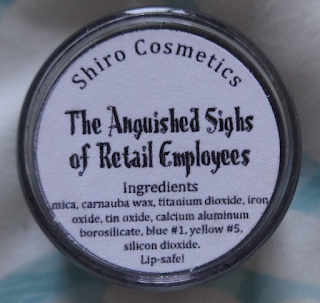 Shiro Cosmetics
The Anguished Sighs
of Retail Employees
Ingredients
mica, carnauba wax, titanium dioxide, iron
oxide, tin oxide, calcium aluminum
borosilicate, blue #1, yellow #5,
silicon dioxide.
Lip-safe!